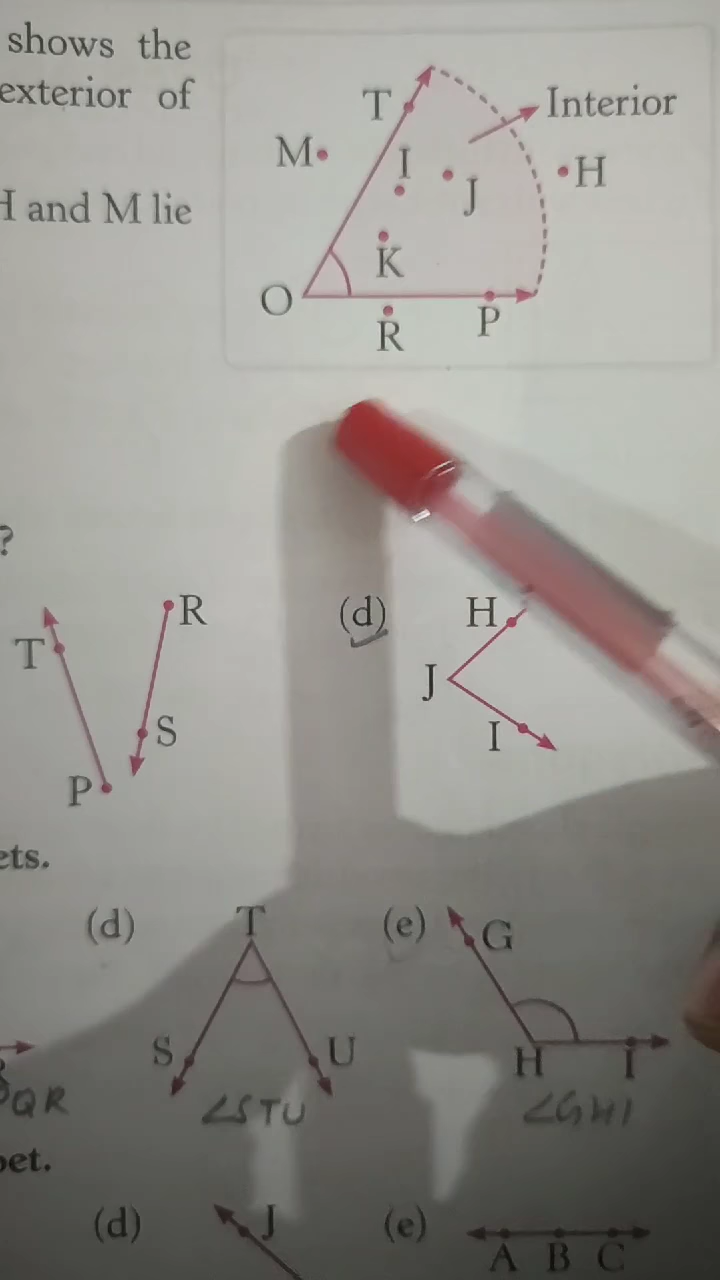 shows the
exterior of
H and M lie
T
Interior
M
I
J
H
K
O
R
P
?
T
R
S
P
(d)
H
J
I
ets.
(d)
T
S
U
∠STU
(e)
G
H
I
∠GHI
QR
bet.
(d)
J
(e)
A B C